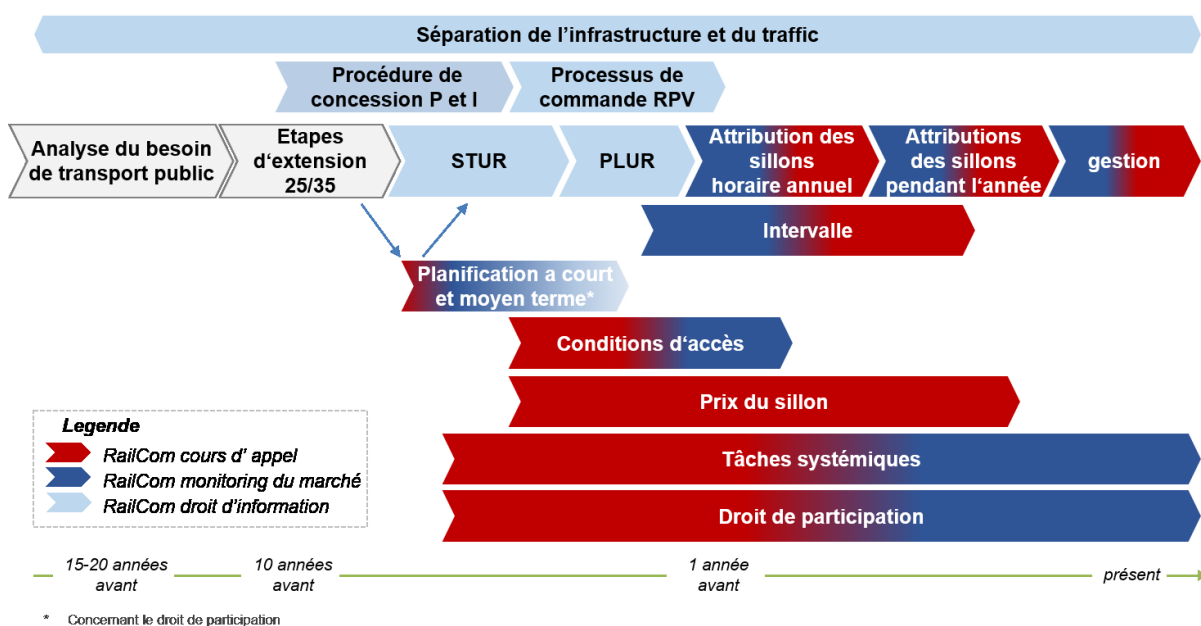 Séparation de l'infrastructure et du traffic
Procédure de
concession P et I
Processus de
commande RPV
Analyse du besoin
de transport public
Etapes
d'extension
25/35
STUR
PLUR
Attribution des
sillons
horaire annuel
Attributions
des sillons
pendant l'année
gestion
Intervalle
Planification a court
et moyen terme*
Conditions d'accès
Prix du sillon
Tâches systémiques
Droit de participation
Legende
RailCom cours d' appel
RailCom monitoring du marché
RailCom droit d'information
15-20 années
avant
10 années
avant
1 année
avant
présent
* Concernant le droit de participation